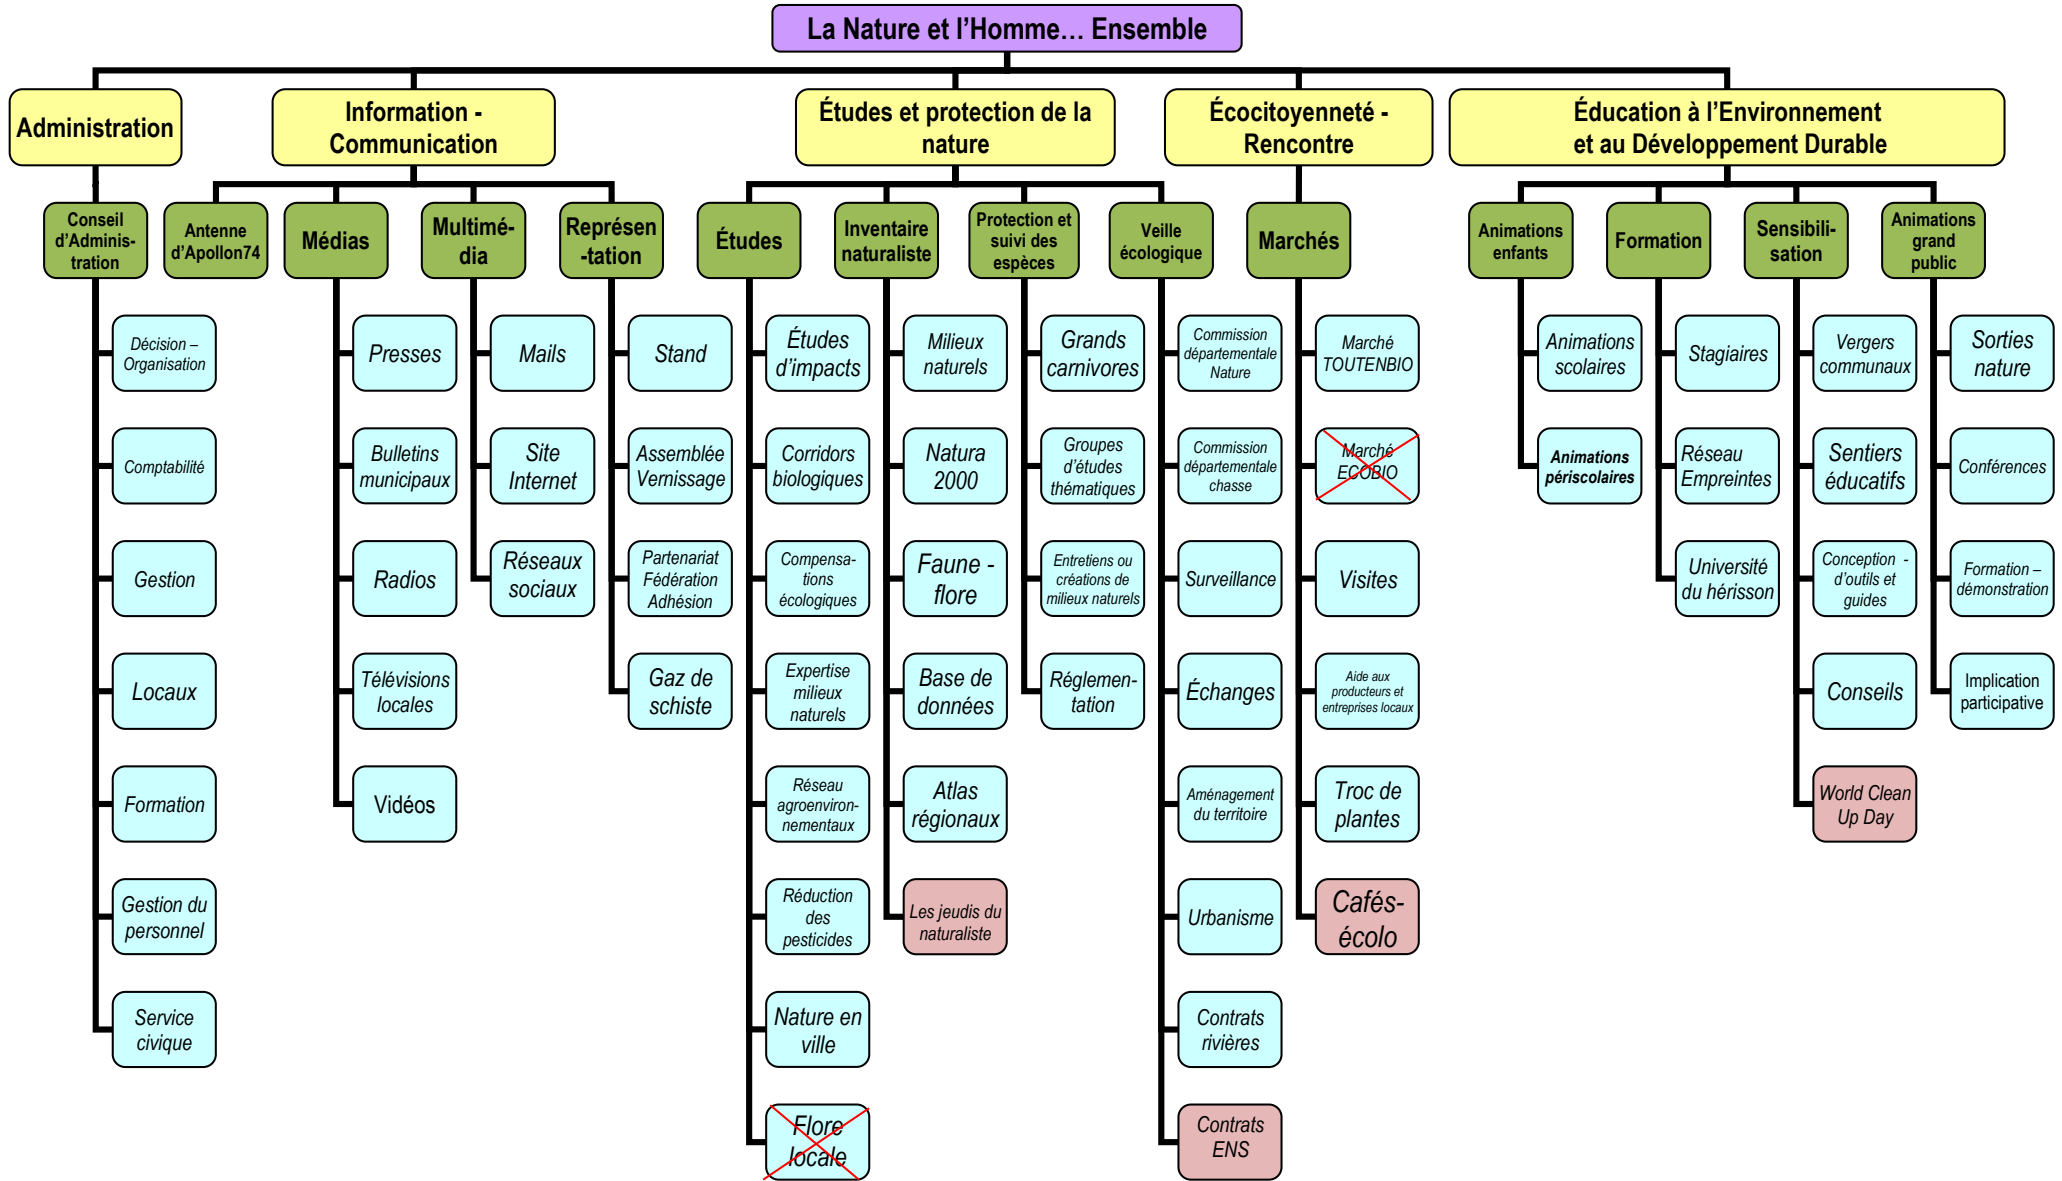 La Nature et l’Homme… Ensemble
Administration
Information -
Communication
Études et protection de la
nature
Écocitoyenneté -
Rencontre
Éducation à l’Environnement
et au Développement Durable
Conseil
d’Adminis-
tration
Antenne
d’Apollon74
Médias
Multimé-
dia
Représen
-tation
Études
Inventaire
naturaliste
Protection et
suivi des
espèces
Veille
écologique
Marchés
Animations
enfants
Formation
Sensibili-
sation
Animations
grand
public
Décision –
Organisation
Comptabilité
Gestion
Locaux
Formation
Gestion du
personnel
Service
civique
Presses
Bulletins
municipaux
Radios
Télévisions
locales
Vidéos
Mails
Site
Internet
Réseaux
sociaux
Stand
Assemblée
Vernissage
Partenariat
Fédération
Adhésion
Gaz de
schiste
Études
d’impacts
Corridors
biologiques
Compensa-
tions
écologiques
Expertise
milieux
naturels
Réseau
agroenviron-
nementaux
Réduction
des
pesticides
Nature en
ville
Flore
locale
Milieux
naturels
Natura
2000
Faune -
flore
Base de
données
Atlas
régionaux
Les jeudis du
naturaliste
Grands
carnivores
Groupes
d’études
thématiques
Entretiens ou
créations de
milieux naturels
Réglemen-
tation
Commission
départementale
Nature
Commission
départementale
chasse
Surveillance
Échanges
Aménagement
du territoire
Urbanisme
Contrats
rivières
Contrats
ENS
Marché
TOUTENBIO
Marché
ECOBIO
Visites
Aide aux
producteurs et
entreprises locaux
Troc de
plantes
Cafés-
écolo
Animations
scolaires
Animations
périscolaires
Stagiaires
Réseau
Empreintes
Université
du hérisson
Vergers
communaux
Sentiers
éducatifs
Conception -
d’outils et
guides
Conseils
World Clean
Up Day
Sorties
nature
Conférences
Formation –
démonstration
Implication
participative